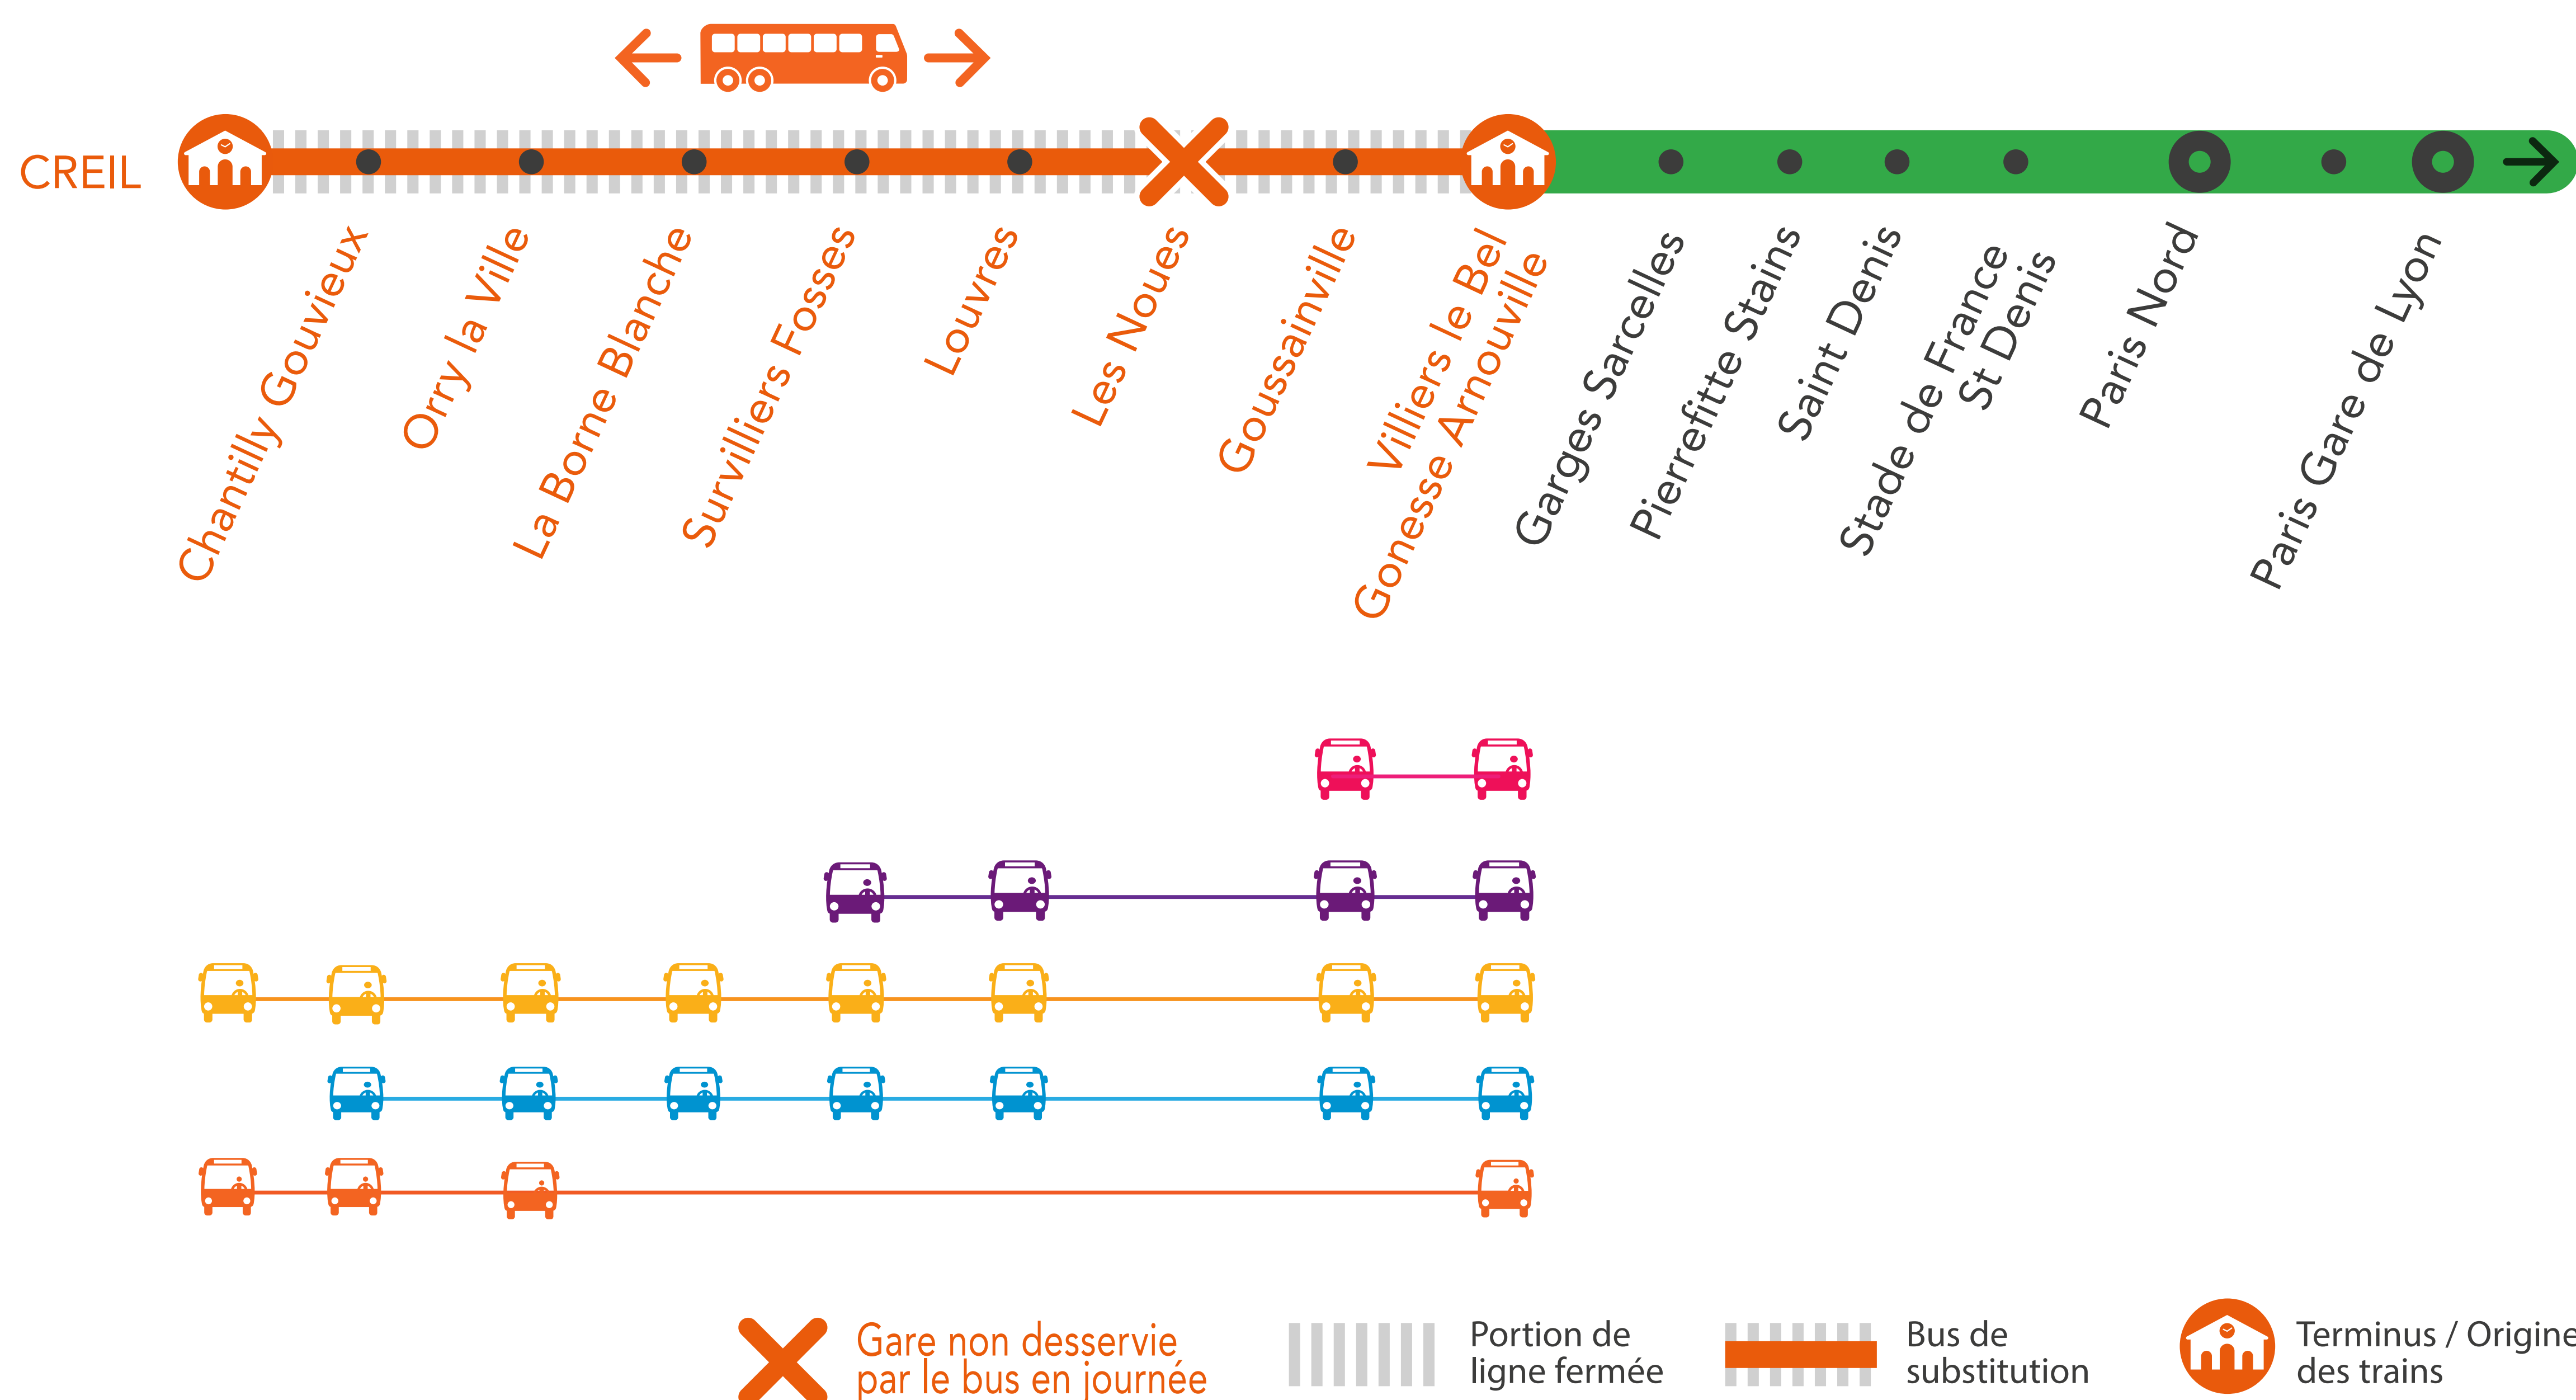 CREIL
Chantilly Gouvieux
Orry la Ville
La Borne Blanche
Survilliers Fosses
Louvres
Les Noues
Goussainville
Villiers le Bel
Gonesse Arnouville
Garges Sarcelles
Pierrefitte Stains
Saint Denis
Stade de France
St Denis
Paris Nord
Paris Gare de Lyon
Gare non desservie
par le bus en journée
Portion de
ligne fermée
Bus de
substitution
Terminus / Origine
des trains